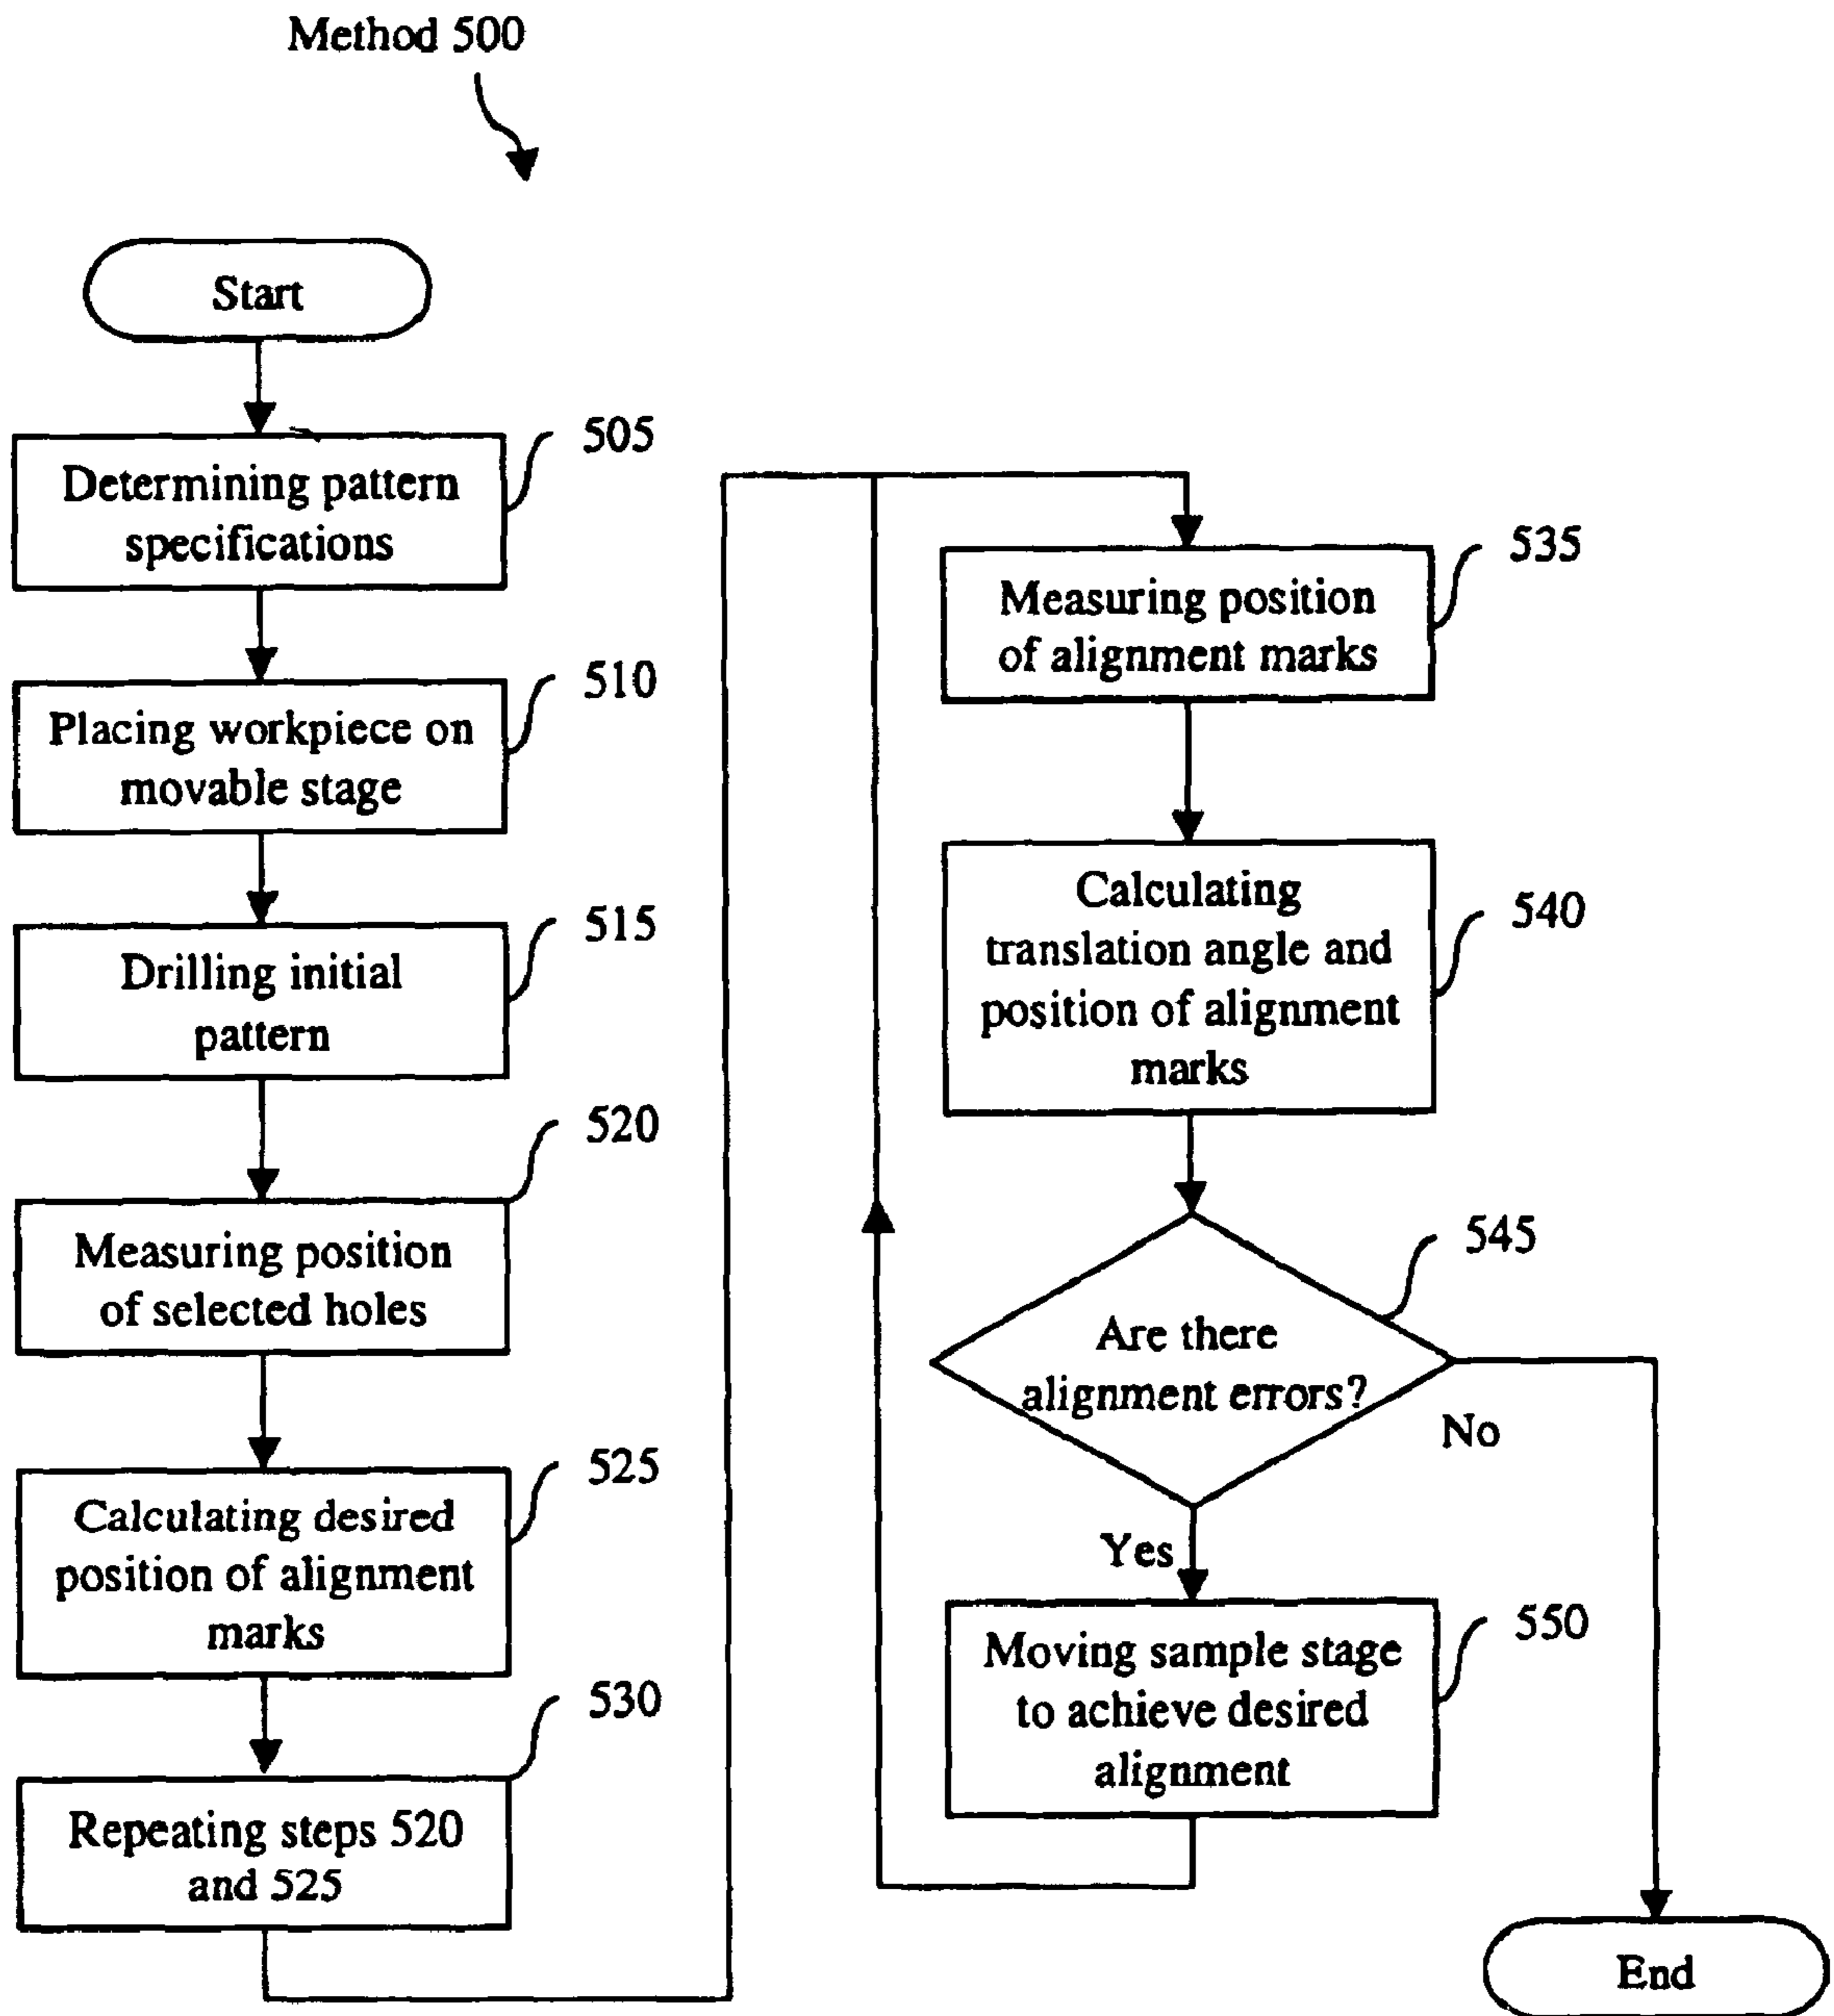 Method 500
Start
505
Determining pattern
specifications
510
Placing workpiece on
movable stage
515
Drilling initial
pattern
520
Measuring position
of selected holes
525
Calculating desired
position of alignment
marks
530
Repeating steps 520
and 525
535
Measuring position
of alignment marks
540
Calculating
translation angle and
position of alignment
marks
545
Are there
alignment errors?
No
Yes
550
Moving sample stage
to achieve desired
alignment
End